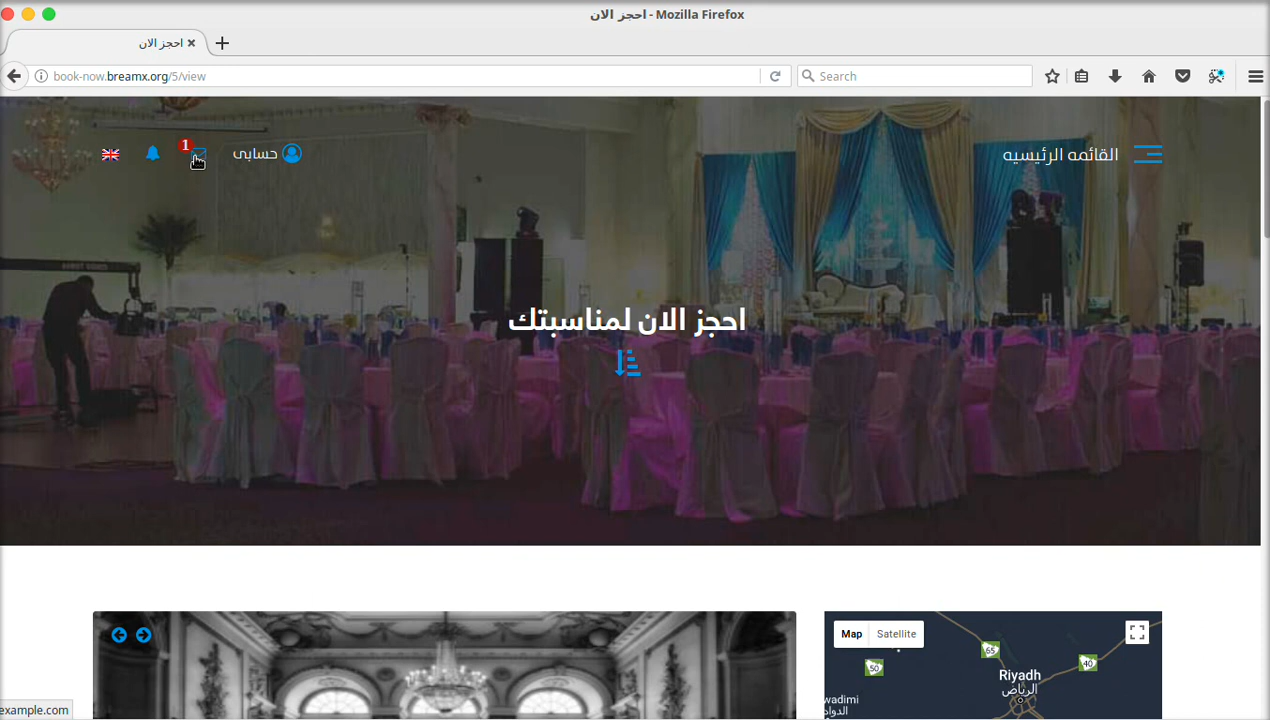 احجز الان - Mozilla Firefox
احجز الان
book-now.breamx.org/5/view
Search
القائمه الرئيسيه
حسابى
1
احجز الان لمناسبتك
Map
Satellite
65
50
40
Riyadh
الرياض
wadimi
الدواد
example.com